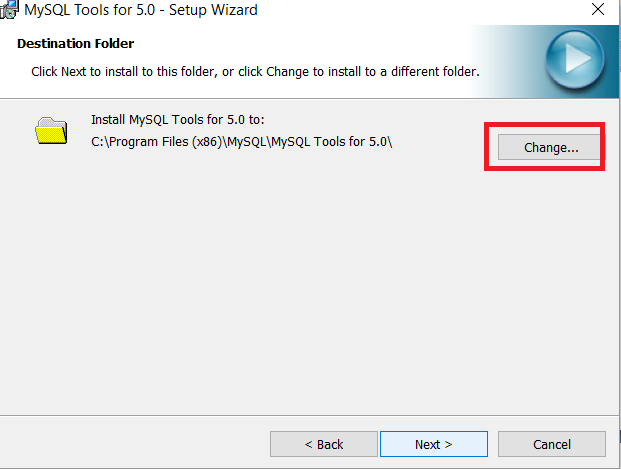 MySQL Tools for 5.0 - Setup Wizard
Destination Folder
Click Next to install to this folder, or click Change to install to a different folder.
Install MySQL Tools for 5.0 to:
C:\Program Files (x86)\MySQL\MySQL Tools for 5.0\
Change...
< Back
Next >
Cancel